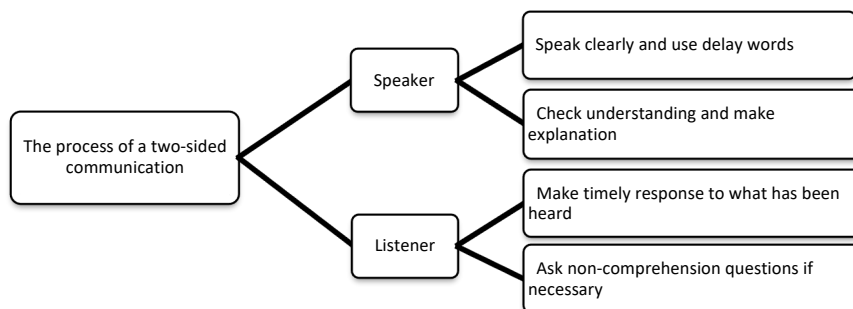 The process of a two-sided
communication
Speaker
Speak clearly and use delay words
Check understanding and make
explanation
Listener
Make timely response to what has been
heard
Ask non-comprehension questions if
necessary